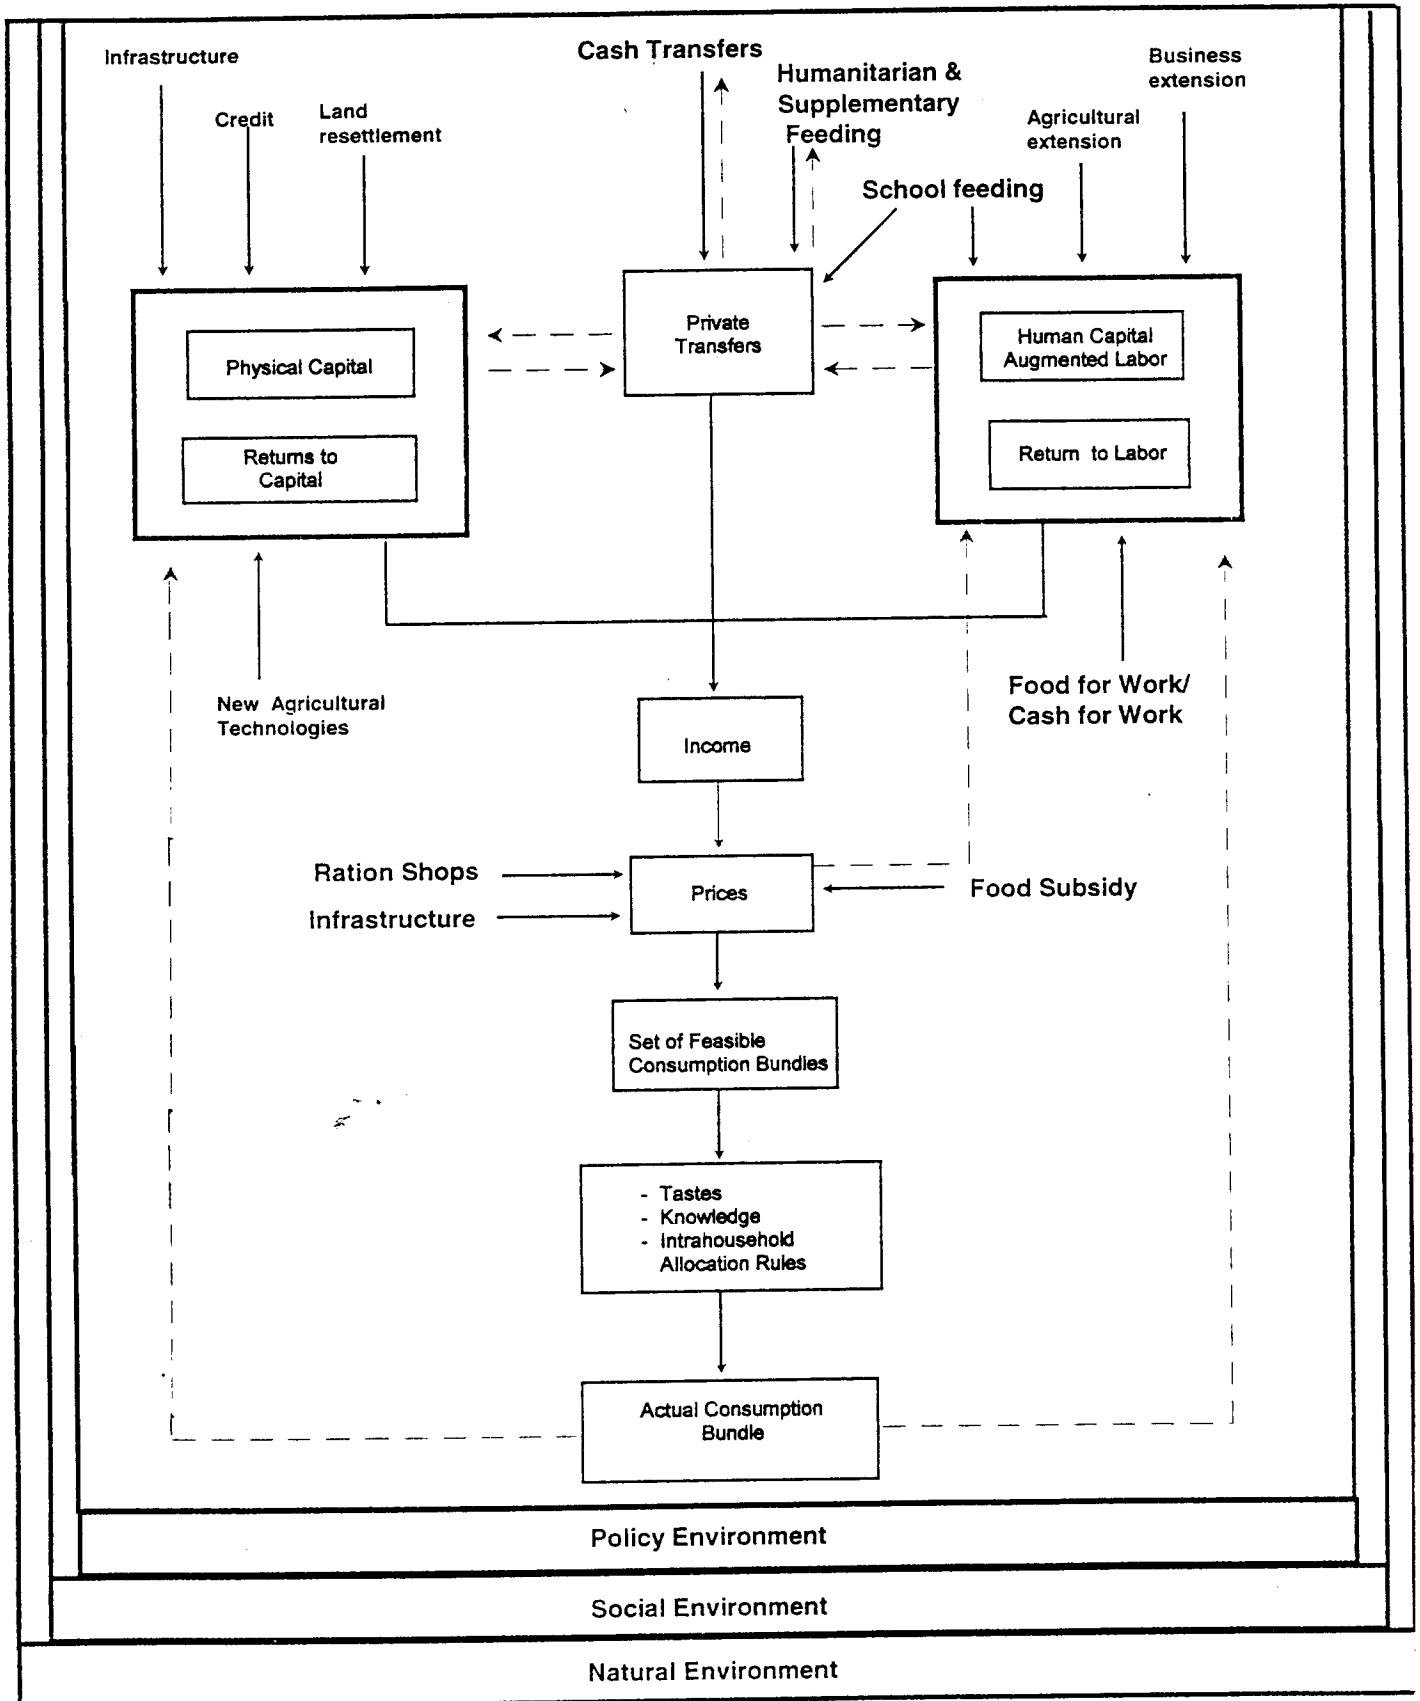 Infrastructure
Credit
Land
resettlement
Cash Transfers
Humanitarian &
Supplementary
Feeding
School feeding
Agricultural
extension
Business
extension
Physical Capital
Returns to
Capital
Private
Transfers
Human Capital
Augmented Labor
Return to Labor
New Agricultural
Technologies
Food for Work/
Cash for Work
Income
Ration Shops
Infrastructure
Prices
Food Subsidy
Set of Feasible
Consumption Bundles
- Tastes
- Knowledge
- Intrahousehold
Allocation Rules
Actual Consumption
Bundle
Policy Environment
Social Environment
Natural Environment